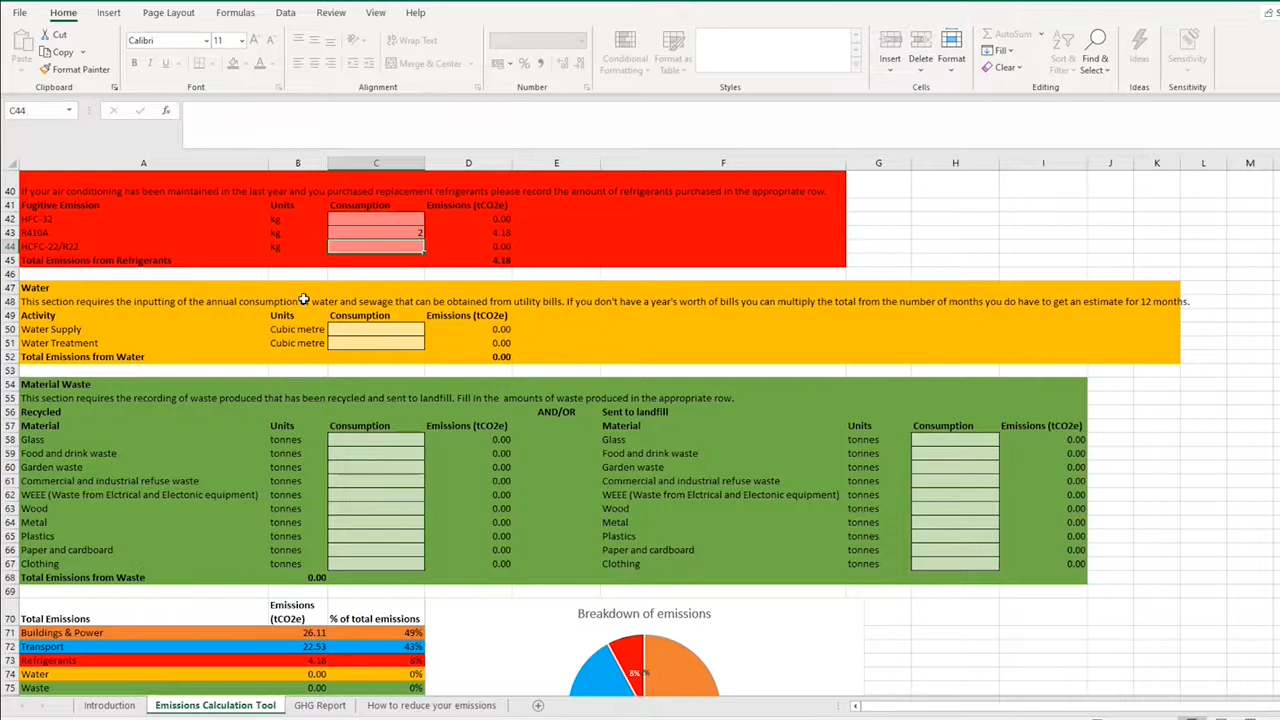 File Home Insert Page Layout Formulas Data Review View Help
Cut
Copy
Format Painter
Paste
Clipboard
Calibri 11
B I U
Font
Wrap Text
Merge & Center
Alignment
Number
Conditional Formatting
Format as Table
Styles
Insert Delete Format
Cells
AutoSum
Fill
Clear
Sort & Filter
Find & Select
Editing
Ideas
Ideas
Sensitivity
Sensitivity
C44 fx
A B C D E F G H I J K L M
40 If your air conditioning has been maintained in the last year and you purchased replacement refrigerants please record the amount of refrigerants purchased in the appropriate row.
41 Fugitive Emission Units Consumption Emissions (tCO2e)
42 HFC-32 kg 0.00
43 R410A kg 2 4.18
44 HCFC-22/R22 kg 0.00
45 Total Emissions from Refrigerants 4.18
46
47 Water
48 This section requires the inputting of the annual consumption water and sewage that can be obtained from utility bills. If you don't have a year's worth of bills you can multiply the total from the number of months you do have to get an estimate for 12 months.
49 Activity Units Consumption Emissions (tCO2e)
50 Water Supply Cubic metre 0.00
51 Water Treatment Cubic metre 0.00
52 Total Emissions from Water 0.00
53
54 Material Waste
55 This section requires the recording of waste produced that has been recycled and sent to landfill. Fill in the amounts of waste produced in the appropriate row.
56 Recycled AND/OR Sent to landfill
57 Material Units Consumption Emissions (tCO2e) Material Units Consumption Emissions (tCO2e)
58 Glass tonnes 0.00 Glass tonnes 0.00
59 Food and drink waste tonnes 0.00 Food and drink waste tonnes 0.00
60 Garden waste tonnes 0.00 Garden waste tonnes 0.00
61 Commercial and industrial refuse waste tonnes 0.00 Commercial and industrial refuse waste tonnes 0.00
62 WEEE (Waste from Elctrical and Electonic equipment) tonnes 0.00 WEEE (Waste from Elctrical and Electonic equipment) tonnes 0.00
63 Wood tonnes 0.00 Wood tonnes 0.00
64 Metal tonnes 0.00 Metal tonnes 0.00
65 Plastics tonnes 0.00 Plastics tonnes 0.00
66 Paper and cardboard tonnes 0.00 Paper and cardboard tonnes 0.00
67 Clothing tonnes 0.00 Clothing tonnes 0.00
68 Total Emissions from Waste 0.00
69
70 Total Emissions Emissions (tCO2e) % of total emissions
Breakdown of emissions
71 Buildings & Power 26.11 49%
72 Transport 22.53 43%
73 Refrigerants 4.18 8%
8%
74 Water 0.00 0%
75 Waste 0.00 0%
Introduction Emissions Calculation Tool GHG Report How to reduce your emissions